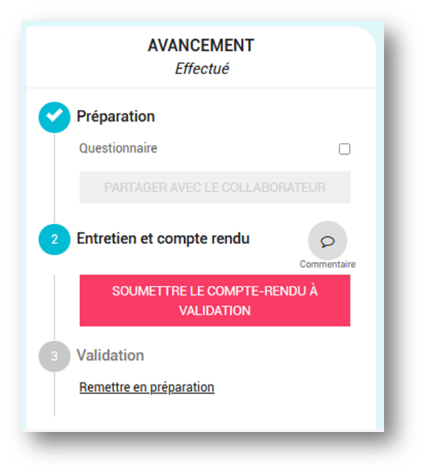 AVANCEMENT
Effectué
Préparation
Questionnaire
PARTAGER AVEC LE COLLABORATEUR
2 Entretien et compte rendu
Commentaire
SOUMETTRE LE COMPTE-RENDU À
VALIDATION
3 Validation
Remettre en préparation